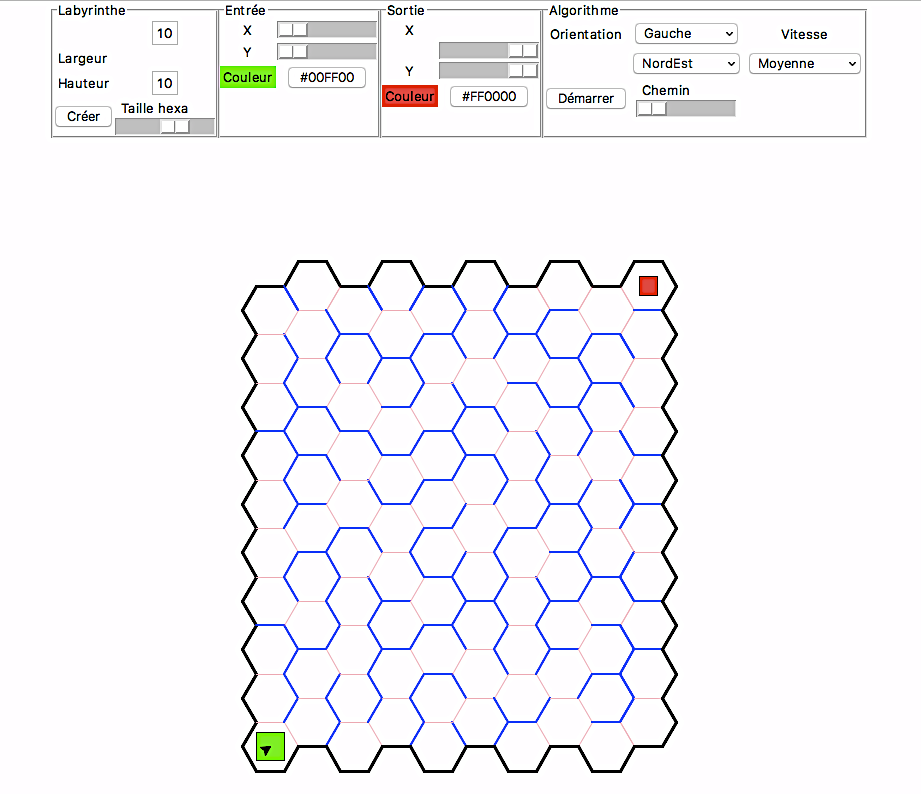 Labyrinthe
10
Largeur
Hauteur 10
Créer Taille hexa
Entrée
X
Y
Couleur #00FF00
Sortie
X
Y
Couleur #FF0000
Algorithme
Orientation Gauche Vitesse
NordEst Moyenne
Démarrer Chemin